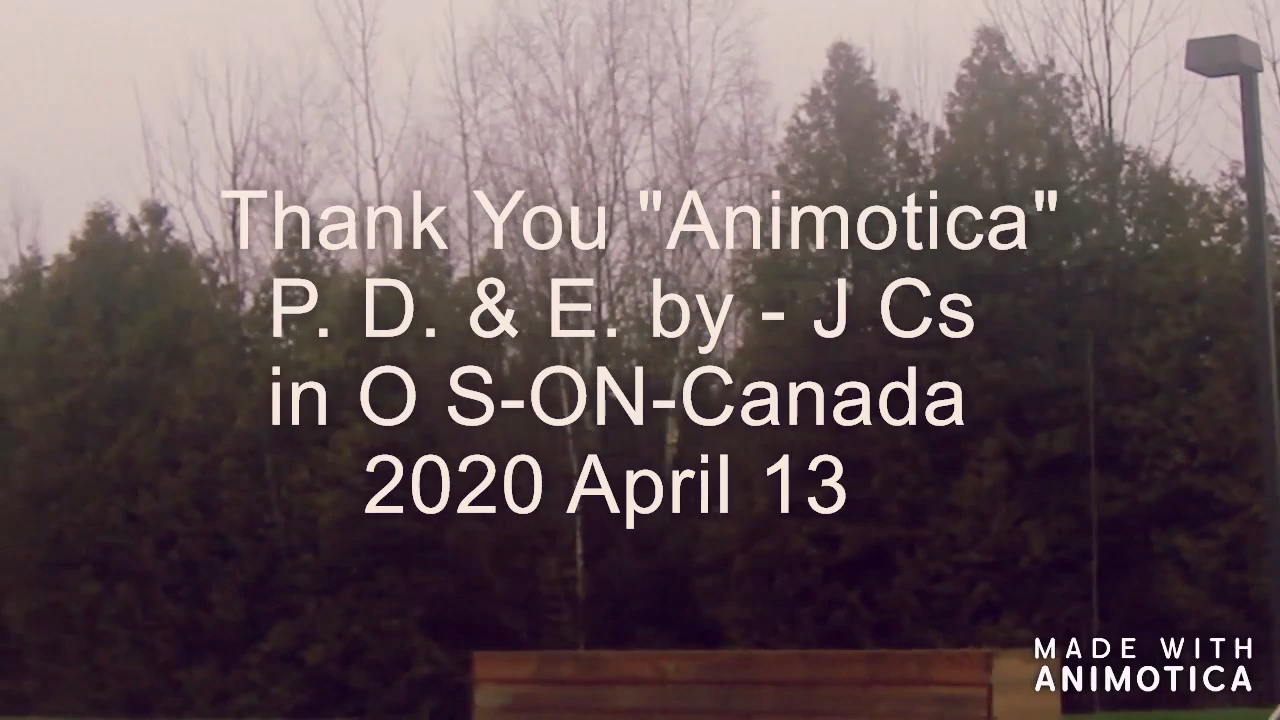 Thank You "Animotica"
P. D. & E. by - J Cs
in O S-ON-Canada
2020 April 13
MADE WITH
ANIMOTICA